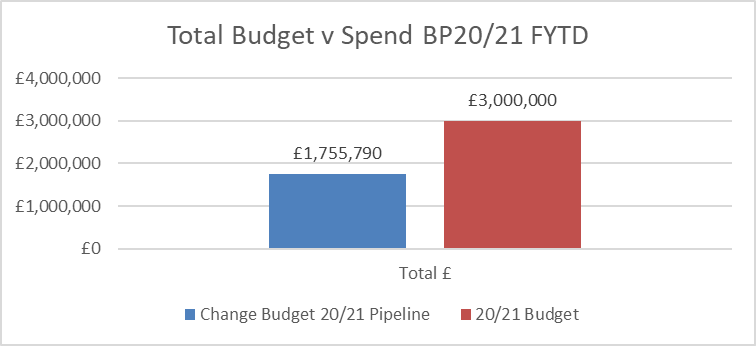 Total Budget v Spend BP20/21 FYTD
£4,000,000
£3,000,000
£2,000,000
£1,000,000
£0
£1,755,790
£3,000,000
Total £
Change Budget 20/21 Pipeline
20/21 Budget